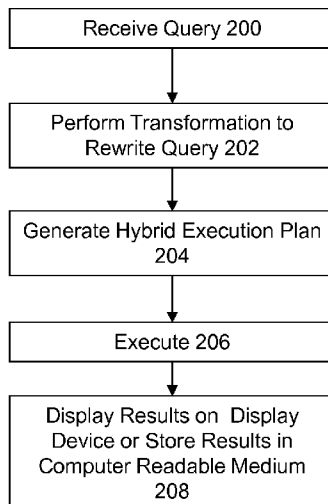 Receive Query 200
Perform Transformation to
Rewrite Query 202
Generate Hybrid Execution Plan
204
Execute 206
Display Results on Display
Device or Store Results in
Computer Readable Medium
208